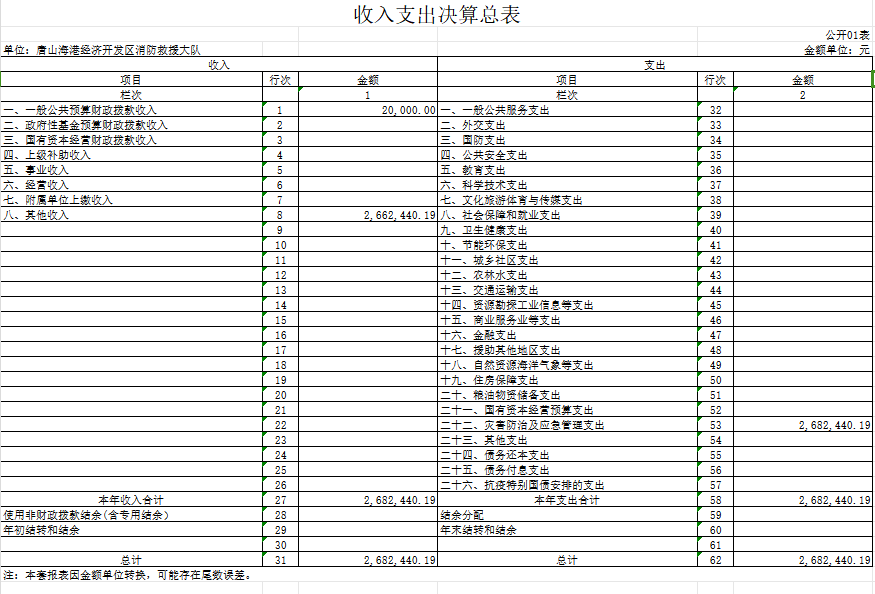 收入支出决算总表
公开01表
单位：唐山海港经济开发区消防救援大队 金额单位：元
收入 支出
项目 行次 金额 项目 行次 金额
栏次 1 栏次 2
一、一般公共预算财政拨款收入 1 20,000.00 一、一般公共服务支出 32
二、政府性基金预算财政拨款收入 2 二、外交支出 33
三、国有资本经营财政拨款收入 3 三、国防支出 34
四、上级补助收入 4 四、公共安全支出 35
五、事业收入 5 五、教育支出 36
六、经营收入 6 六、科学技术支出 37
七、附属单位上缴收入 7 七、文化旅游体育与传媒支出 38
八、其他收入 8 2,662,440.19 八、社会保障和就业支出 39
9 九、卫生健康支出 40
10 十、节能环保支出 41
11 十一、城乡社区支出 42
12 十二、农林水支出 43
13 十三、交通运输支出 44
14 十四、资源勘探工业信息等支出 45
15 十五、商业服务业等支出 46
16 十六、金融支出 47
17 十七、援助其他地区支出 48
18 十八、自然资源海洋气象等支出 49
19 十九、住房保障支出 50
20 二十、粮油物资储备支出 51
21 二十一、国有资本经营预算支出 52
22 二十二、灾害防治及应急管理支出 53 2,682,440.19
23 二十三、其他支出 54
24 二十四、债务还本支出 55
25 二十五、债务付息支出 56
26 二十六、抗疫特别国债安排的支出 57
本年收入合计 27 2,682,440.19 本年支出合计 58 2,682,440.19
使用非财政拨款结余(含专用结余） 28 结余分配 59
年初结转和结余 29 年末结转和结余 60
30 61
总计 31 2,682,440.19 总计 62 2,682,440.19
注：本套报表因金额单位转换，可能存在尾数误差。